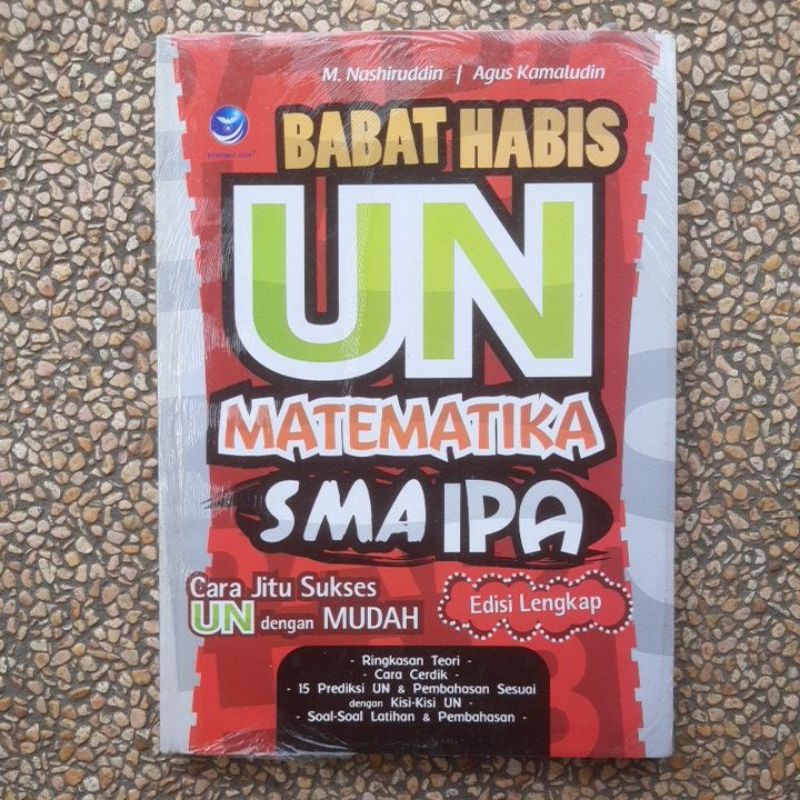 M. Nashiruddin | Agus Kamaludin
BABAT HABIS
UN
MATEMATIKA
SMA IPA
Cara Jitu Sukses
UN dengan MUDAH
Edisi Lengkap
- Ringkasan Teori -
- Cara Cerdik -
- 15 Prediksi UN & Pembahasan Sesuai
dengan Kisi-Kisi UN -
- Soal-Soal Latihan & Pembahasan -